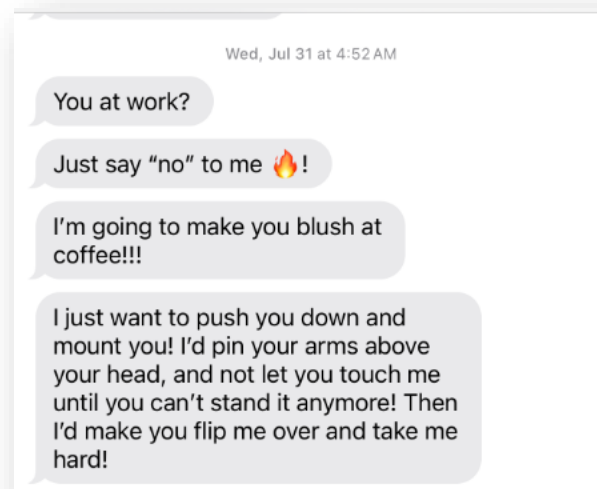 Wed, Jul 31 at 4:52 AM
You at work?
Just say “no” to me 🔥!
I’m going to make you blush at
coffee!!!
I just want to push you down and
mount you! I’d pin your arms above
your head, and not let you touch me
until you can’t stand it anymore! Then
I’d make you flip me over and take me
hard!